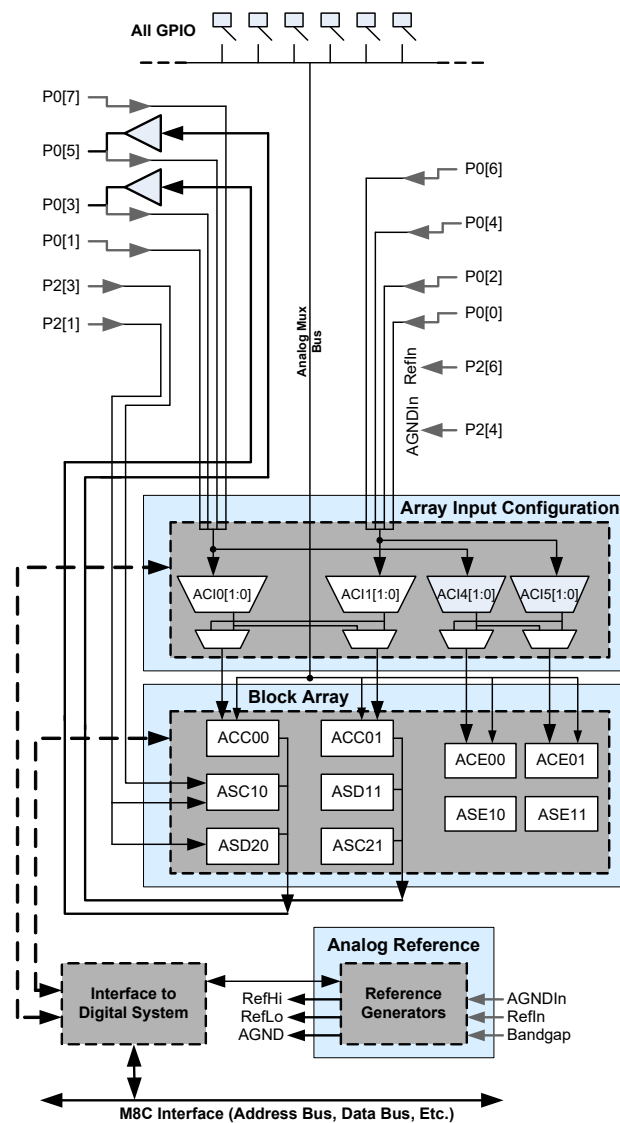 All GPIO
P0[7]
P0[5]
P0[3]
P0[1]
P2[3]
P2[1]
P0[6]
P0[4]
P0[2]
P0[0]
P2[6]
P2[4]
RefIn
AGNDIn
Analog Mux
Bus
Array Input Configuration
ACI0[1:0]
ACI1[1:0]
ACI4[1:0]
ACI5[1:0]
Block Array
ACC00
ACC01
ACE00
ACE01
ASC10
ASD11
ASE10
ASE11
ASD20
ASC21
Analog Reference
Interface to
Digital System
RefHi
RefLo
AGND
Reference
Generators
AGNDIn
RefIn
Bandgap
M8C Interface (Address Bus, Data Bus, Etc.)